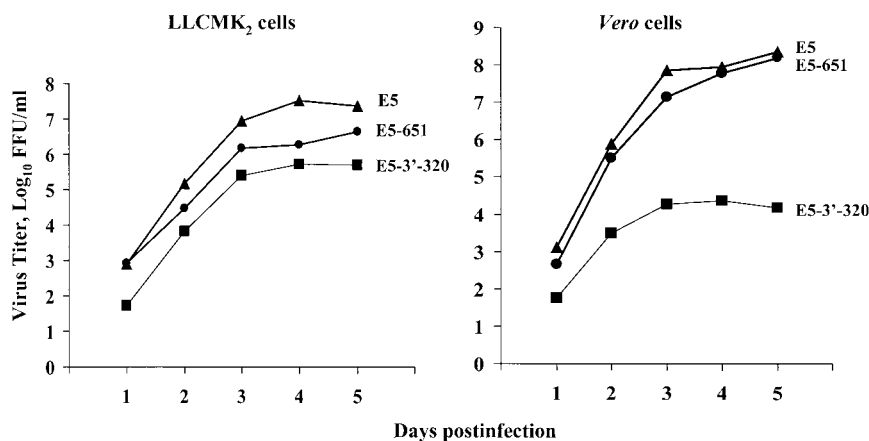 LLCMK₂ cells
Vero cells
Virus Titer, Log₁₀ FFU/ml
8
7
6
5
4
3
2
1
0
E5
E5-651
E5-3'-320
1 2 3 4 5
9
8
7
6
5
4
3
2
1
0
E5
E5-651
E5-3'-320
1 2 3 4 5
Days postinfection